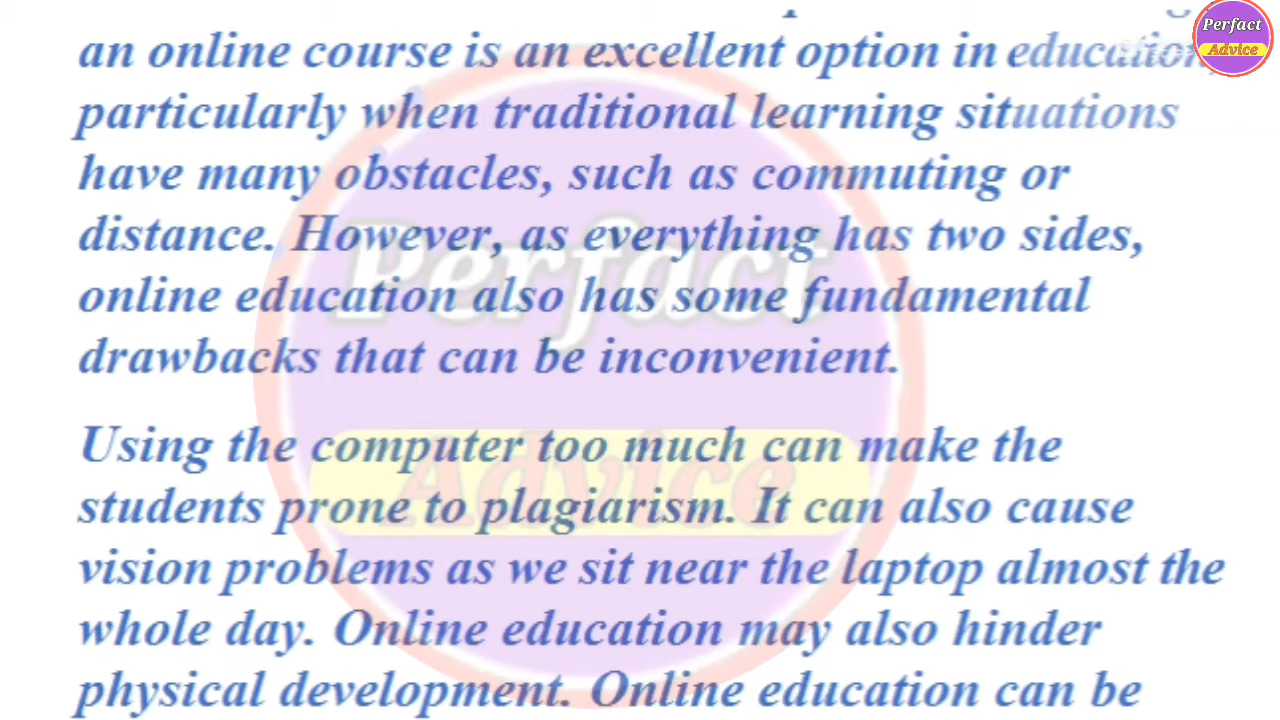 an online course is an excellent option in education,
particularly when traditional learning situations
have many obstacles, such as commuting or
distance. However, as everything has two sides,
online education also has some fundamental
drawbacks that can be inconvenient.
Using the computer too much can make the
students prone to plagiarism. It can also cause
vision problems as we sit near the laptop almost the
whole day. Online education may also hinder
physical development. Online education can be
Perfact
Advice
Perfact
Advice